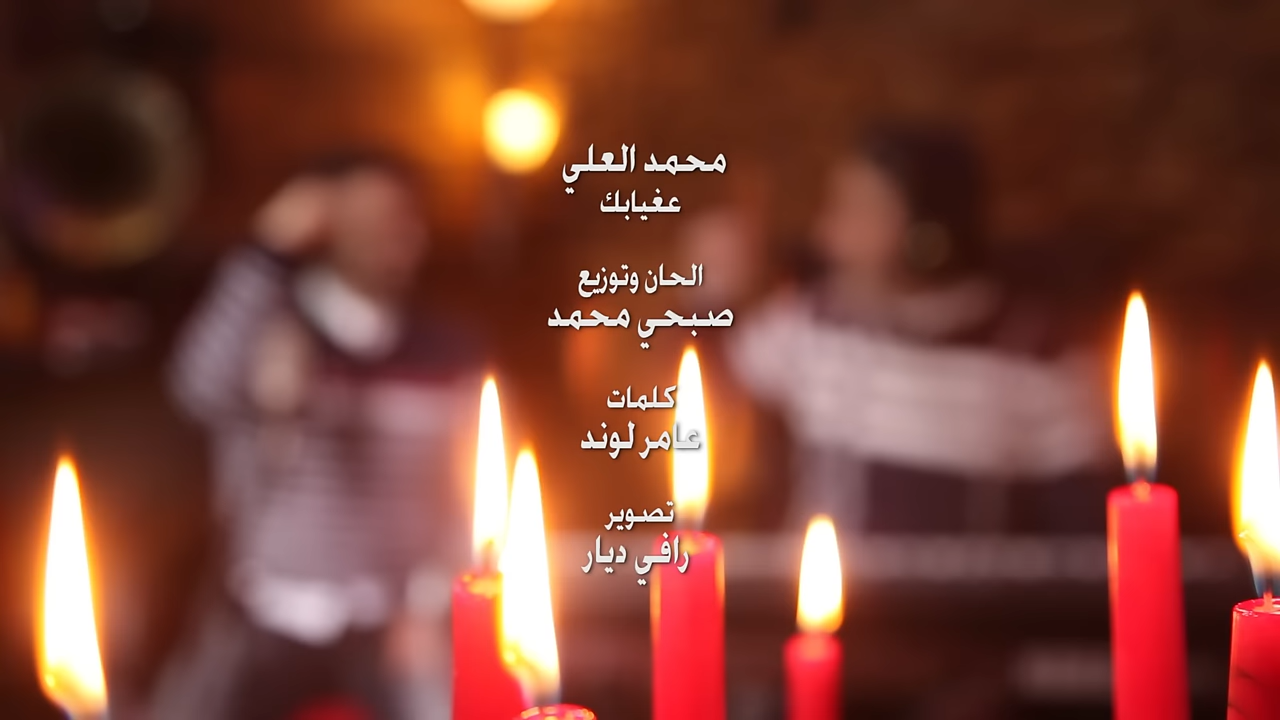 محمد العلي
عغيابك
الحان وتوزيع
صبحي محمد
كلمات
عامر لوند
تصوير
رافي ديار